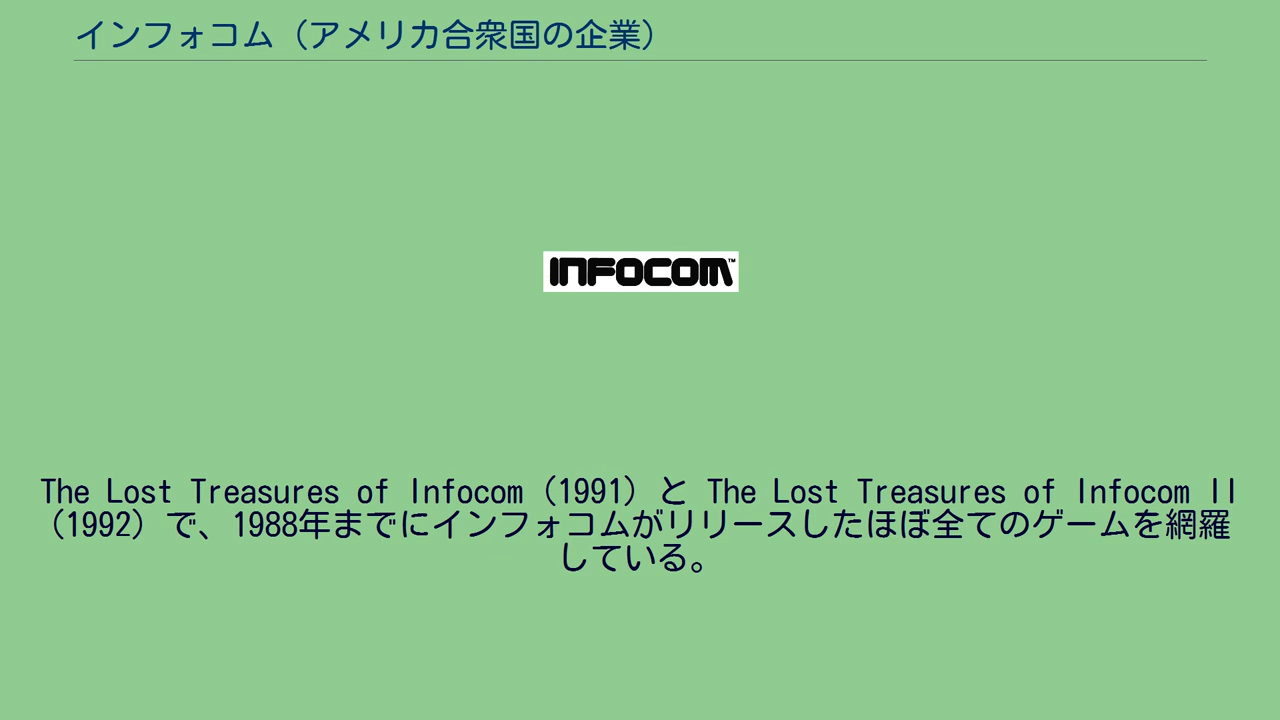 インフォコム（アメリカ合衆国の企業）
INFOCOM™
The Lost Treasures of Infocom（1991）と The Lost Treasures of Infocom II
（1992）で、1988年までにインフォコムがリリースしたほぼ全てのゲームを網羅
している。